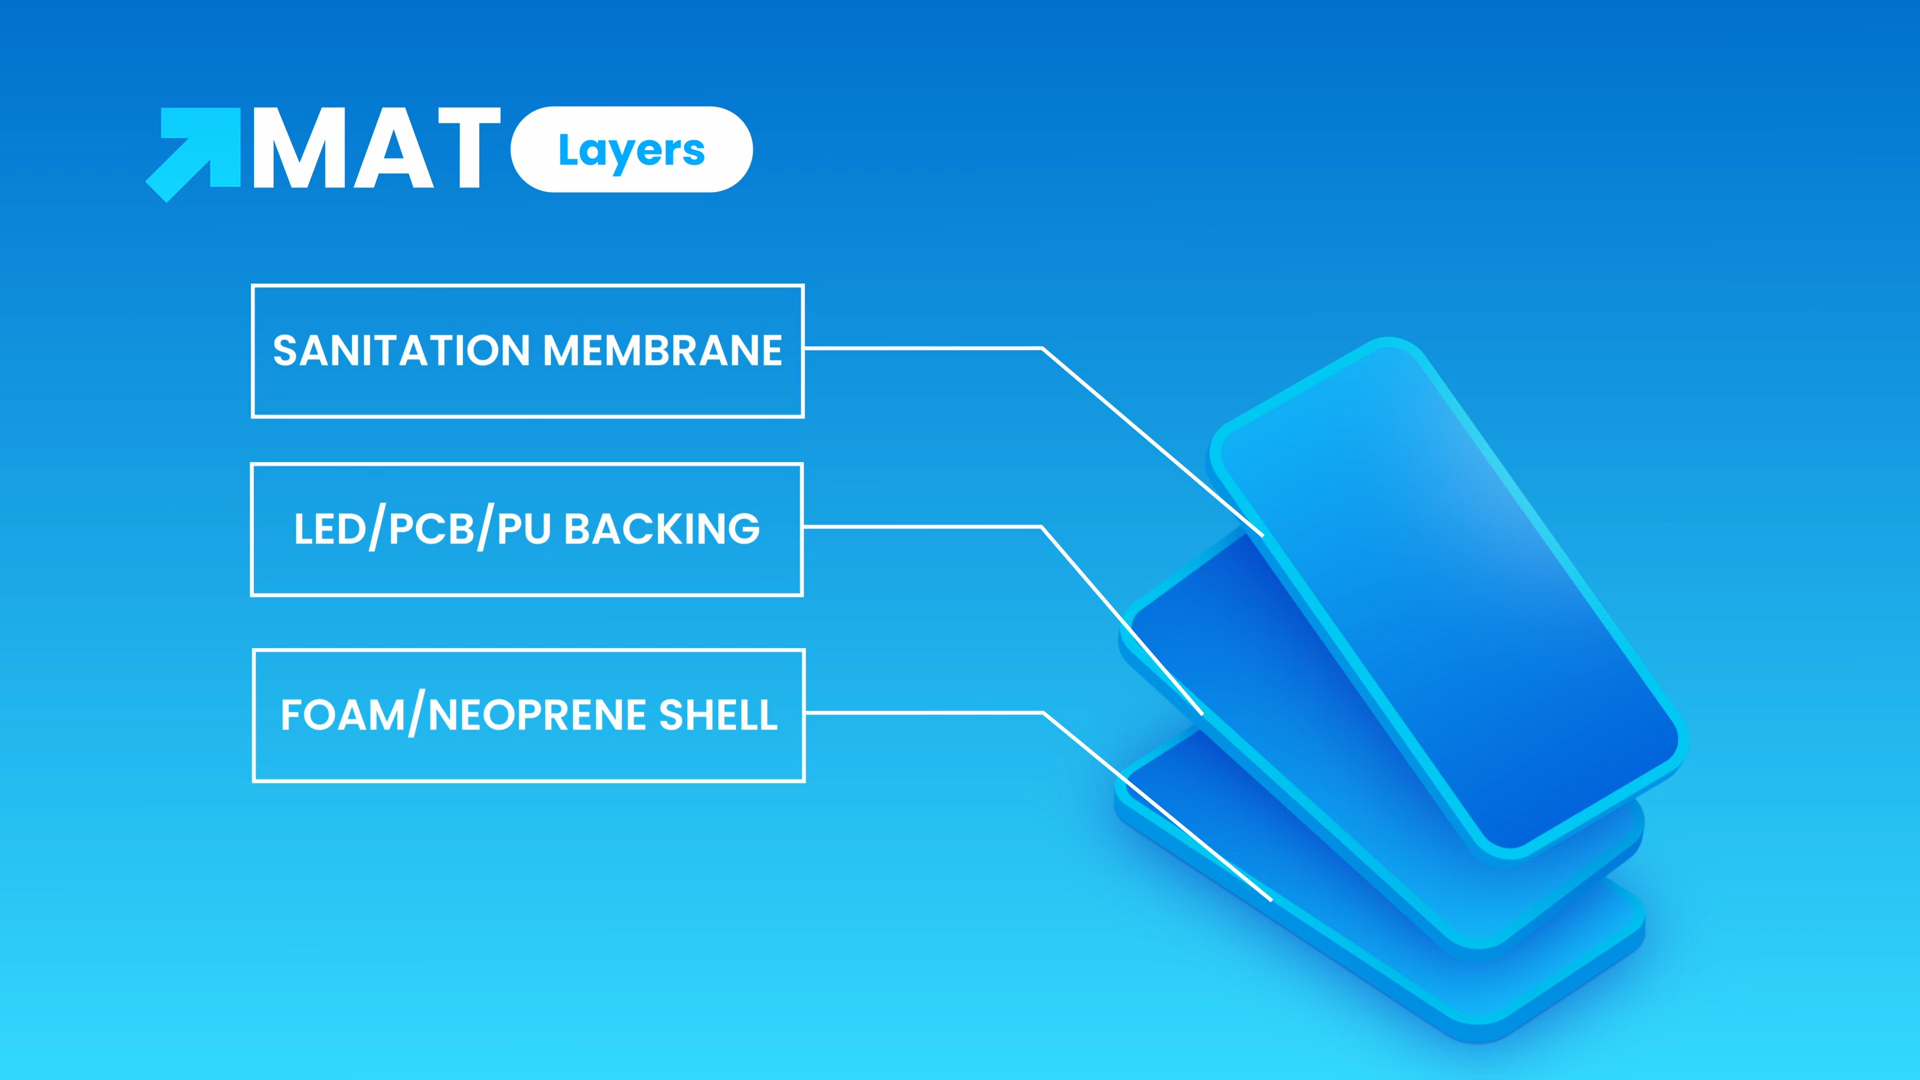 MAT Layers
SANITATION MEMBRANE
LED/PCB/PU BACKING
FOAM/NEOPRENE SHELL